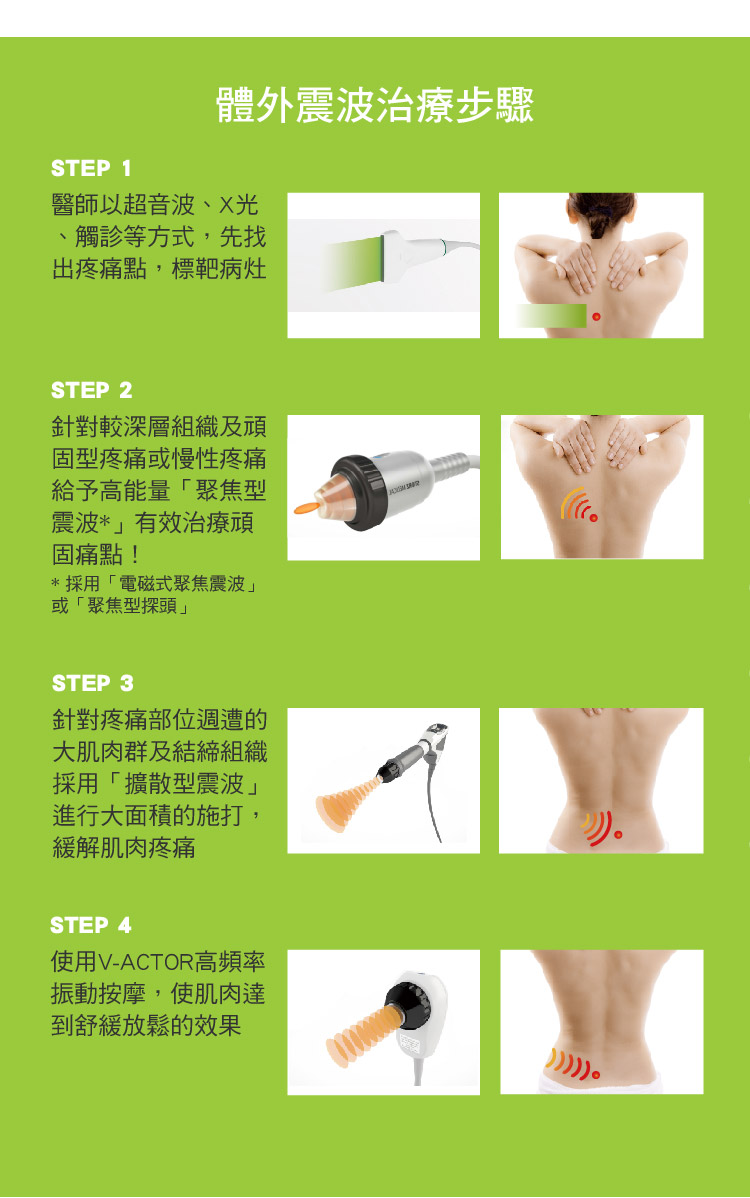 體外震波治療步驟
STEP 1
醫師以超音波、X光
、觸診等方式，先找
出疼痛點，標靶病灶
STEP 2
針對較深層組織及頑
固型疼痛或慢性疼痛
給予高能量「聚焦型
震波*」有效治療頑
固痛點！
* 採用「電磁式聚焦震波」
或「聚焦型探頭」
STEP 3
針對疼痛部位週遭的
大肌肉群及結締組織
採用「擴散型震波」
進行大面積的施打，
緩解肌肉疼痛
STEP 4
使用V-ACTOR高頻率
振動按摩，使肌肉達
到舒緩放鬆的效果